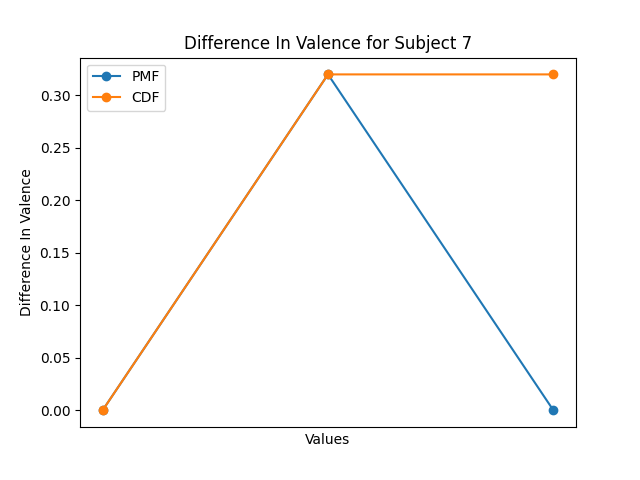 Difference In Valence for Subject 7
PMF
CDF
0.30
0.25
0.20
0.15
0.10
0.05
0.00
Difference In Valence
Values